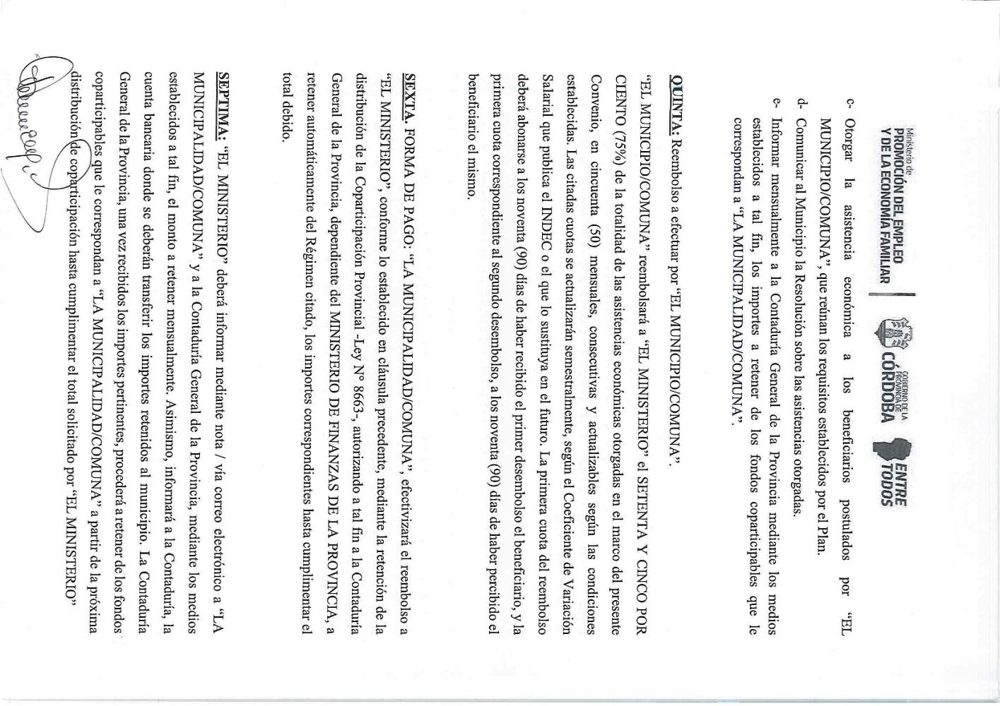 Ministerio de
PROMOCIÓN DEL EMPLEO
Y DE LA ECONOMÍA FAMILIAR
GOBIERNO DE LA
PROVINCIA DE
CÓRDOBA
ENTRE
TODOS
c- Otorgar la asistencia económica a los beneficiarios postulados por “EL
MUNICIPIO/COMUNA”, que reúnan los requisitos establecidos por el Plan.
d- Comunicar al Municipio la Resolución sobre las asistencias otorgadas.
e- Informar mensualmente a la Contaduría General de la Provincia mediante los medios
establecidos a tal fin, los importes a retener de los fondos coparticipables que le
correspondan a “LA MUNICIPALIDAD/COMUNA”.
QUINTA: Reembolso a efectuar por “EL MUNICIPIO/COMUNA”.
“EL MUNICIPIO/COMUNA” reembolsará a “EL MINISTERIO” el SETENTA Y CINCO POR
CIENTO (75%) de la totalidad de las asistencias económicas otorgadas en el marco del presente
Convenio, en cincuenta (50) mensuales, consecutivas y actualizables según las condiciones
establecidas. Las citadas cuotas se actualizarán semestralmente, según el Coeficiente de Variación
Salarial que publica el INDEC o el que lo sustituya en el futuro. La primera cuota del reembolso
deberá abonarse a los noventa (90) días de haber recibido el primer desembolso el beneficiario, y la
primera cuota correspondiente al segundo desembolso, a los noventa (90) días de haber percibido el
beneficiario el mismo.
SEXTA. FORMA DE PAGO: “LA MUNICIPALIDAD/COMUNA”, efectivizará el reembolso a
“EL MINISTERIO”, conforme lo establecido en cláusula precedente, mediante la retención de la
distribución de la Coparticipación Provincial -Ley N° 8663-, autorizando a tal fin a la Contaduría
General de la Provincia, dependiente del MINISTERIO DE FINANZAS DE LA PROVINCIA, a
retener automáticamente del Régimen citado, los importes correspondientes hasta cumplimentar el
total debido.
SEPTIMA: “EL MINISTERIO” deberá informar mediante nota / vía correo electrónico a “LA
MUNICIPALIDAD/COMUNA” y a la Contaduría General de la Provincia, mediante los medios
establecidos a tal fin, el monto a retener mensualmente. Asimismo, informará a la Contaduría, la
cuenta bancaria donde se deberán transferir los importes retenidos al municipio. La Contaduría
General de la Provincia, una vez recibidos los importes pertinentes, procederá a retener de los fondos
coparticipables que le correspondan a “LA MUNICIPALIDAD/COMUNA” a partir de la próxima
distribución de coparticipación hasta cumplimentar el total solicitado por “EL MINISTERIO”